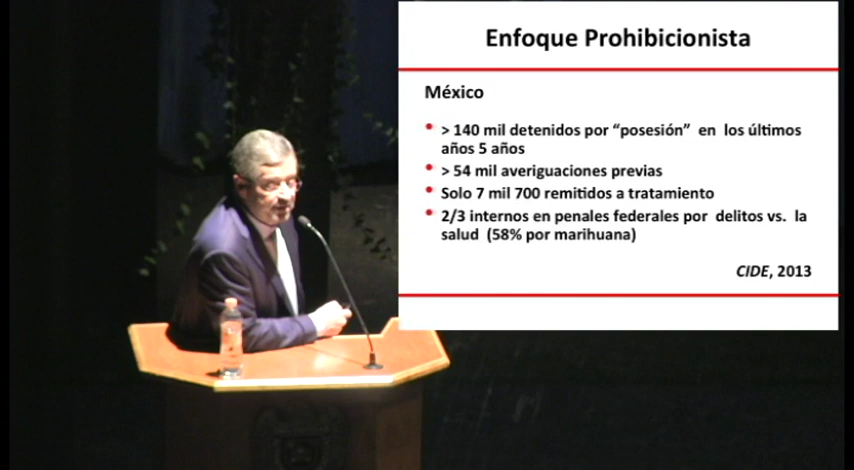 Enfoque Prohibicionista
México
> 140 mil detenidos por “posesión” en los últimos
años 5 años
> 54 mil averiguaciones previas
Solo 7 mil 700 remitidos a tratamiento
2/3 internos en penales federales por delitos vs. la
salud (58% por marihuana)
CIDE, 2013